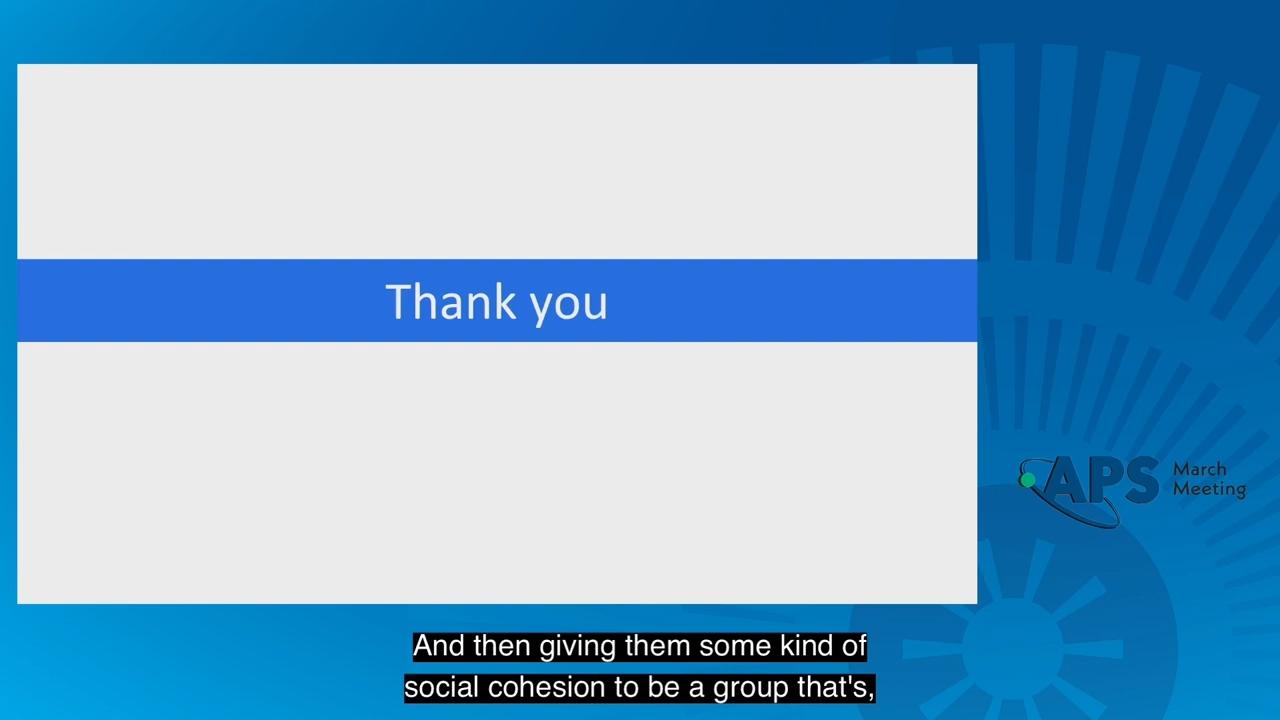 Thank you
APS March
Meeting
And then giving them some kind of
social cohesion to be a group that's,